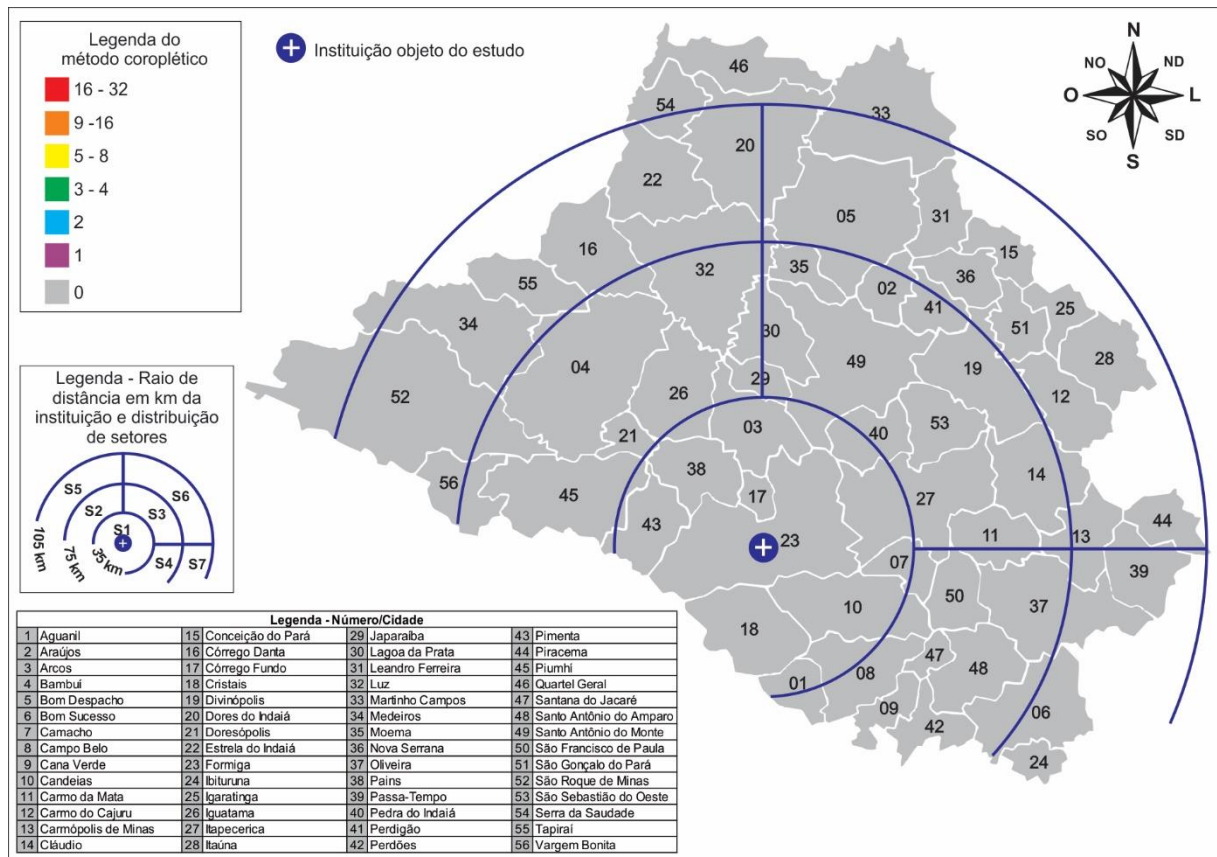 Legenda do
método coroplético
16 - 32
9 -16
5 - 8
3 - 4
2
1
0
Instituição objeto do estudo
N
NO ND
O L
SO SD
S
46
54
33
20
22
05
31
16
15
32
35
36
55
02
25
41
34
51
30
28
49
04
19
29
52
26
12
53
03
21
40
38
14
56
17
45
27
44
43
11
23
13
07
39
50
10
37
18
47
48
08
01
09
06
42
24
Legenda - Raio de
distância em km da
instituição e distribuição
de setores
S5 S6
S2 S3
S1
S4 S7
105 km
75 km
35 km
Legenda - Número/Cidade
1 Aguanil 15 Conceição do Pará 29 Japaraíba 43 Pimenta
2 Araújos 16 Córrego Danta 30 Lagoa da Prata 44 Piracema
3 Arcos 17 Córrego Fundo 31 Leandro Ferreira 45 Piumhi
4 Bambuí 18 Cristais 32 Luz 46 Quartel Geral
5 Bom Despacho 19 Divinópolis 33 Martinho Campos 47 Santana do Jacaré
6 Bom Sucesso 20 Dores do Indaiá 34 Medeiros 48 Santo Antônio do Amparo
7 Camacho 21 Doresópolis 35 Moema 49 Santo Antônio do Monte
8 Campo Belo 22 Estrela do Indaiá 36 Nova Serrana 50 São Francisco de Paula
9 Cana Verde 23 Formiga 37 Oliveira 51 São Gonçalo do Pará
10 Candeias 24 Ibituruna 38 Pains 52 São Roque de Minas
11 Carmo da Mata 25 Igaratinga 39 Passa-Tempo 53 São Sebastião do Oeste
12 Carmo do Cajuru 26 Iguatama 40 Pedra do Indaiá 54 Serra da Saudade
13 Carmópolis de Minas 27 Itapecerica 41 Perdigão 55 Tapiraí
14 Cláudio 28 Itaúna 42 Perdões 56 Vargem Bonita